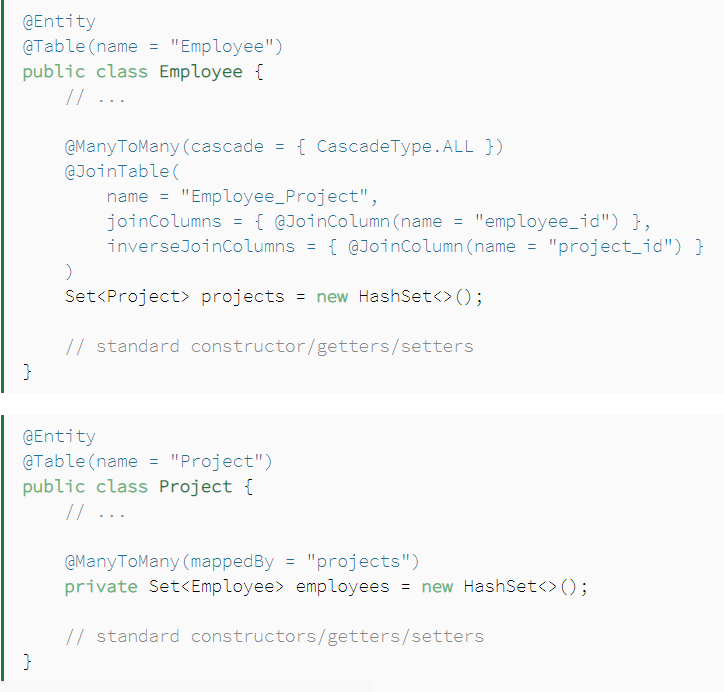 @Entity
@Table(name = "Employee")
public class Employee {
    // ...
    @ManyToMany(cascade = { CascadeType.ALL })
    @JoinTable(
        name = "Employee_Project",
        joinColumns = { @JoinColumn(name = "employee_id") },
        inverseJoinColumns = { @JoinColumn(name = "project_id") }
    )
    Set<Project> projects = new HashSet<>();
    // standard constructor/getters/setters
}
@Entity
@Table(name = "Project")
public class Project {
    // ...
    @ManyToMany(mappedBy = "projects")
    private Set<Employee> employees = new HashSet<>();
    // standard constructors/getters/setters
}